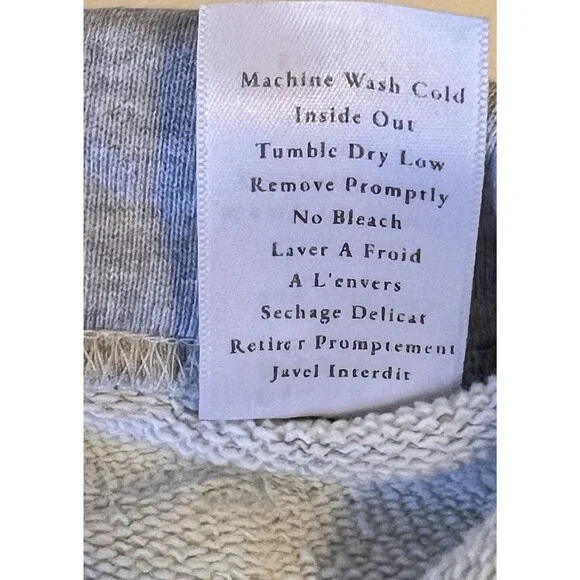 Machine Wash Cold
Inside Out
Tumble Dry Low
Remove Promptly
No Bleach
Laver A Froid
A L'envers
Sechage Delicat
Retirer Promptement
Javel Interdit